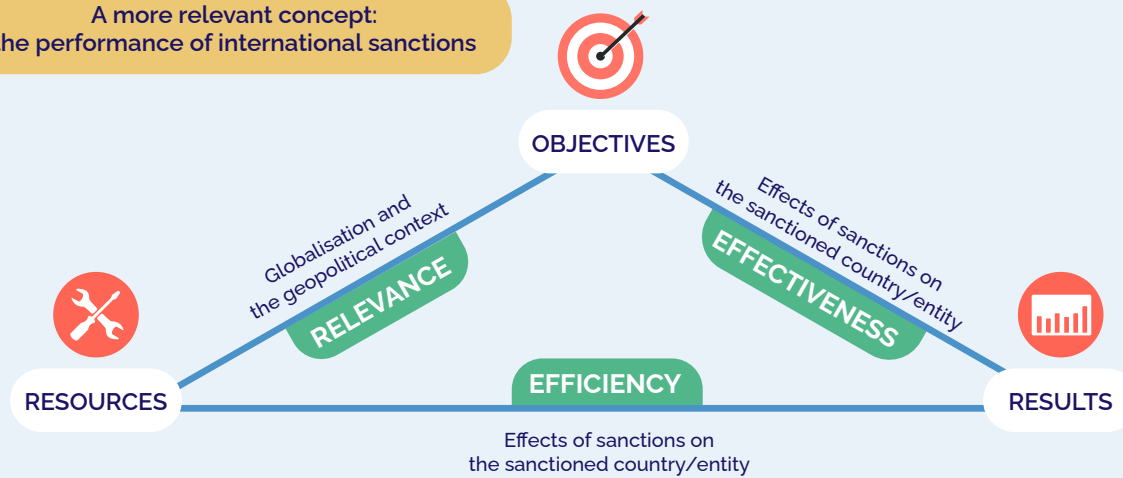 A more relevant concept:
the performance of international sanctions
OBJECTIVES
Globalisation and
the geopolitical context
RELEVANCE
Effects of sanctions on
the sanctioned country/entity
EFFECTIVENESS
RESOURCES
EFFICIENCY
RESULTS
Effects of sanctions on
the sanctioned country/entity